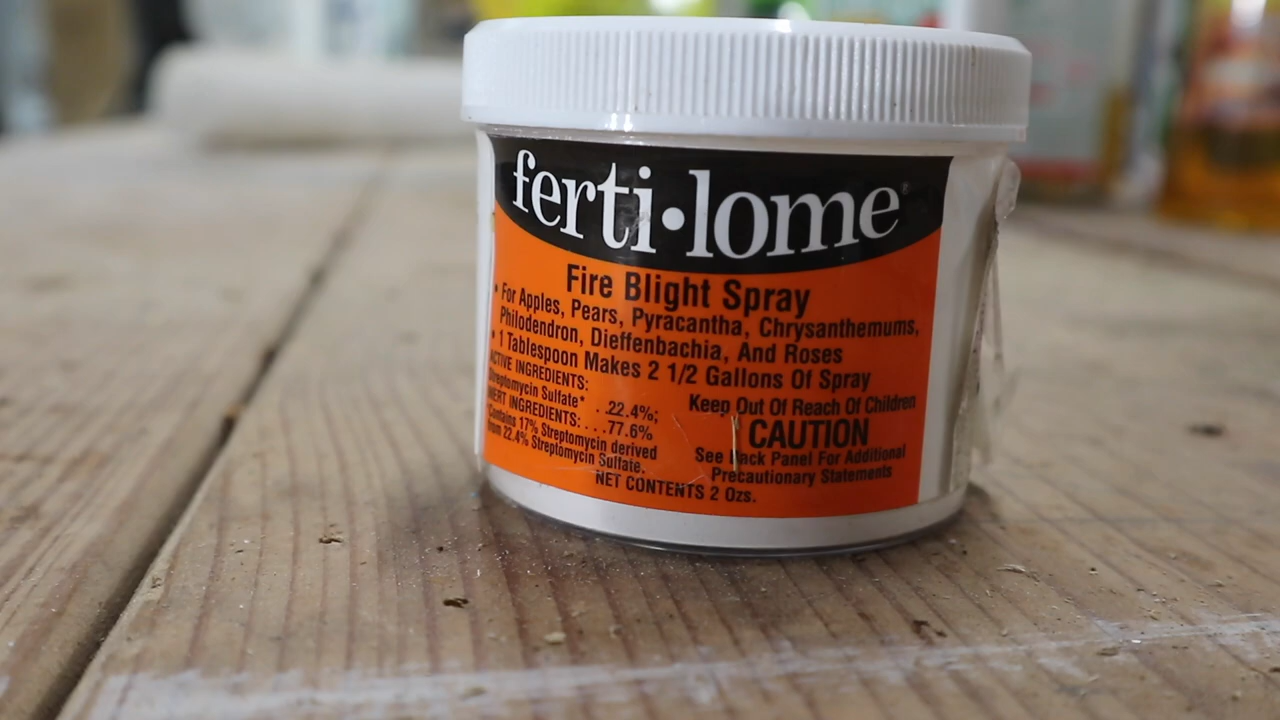 ferti•lome
Fire Blight Spray
• For Apples, Pears, Pyracantha, Chrysanthemums,
Philodendron, Dieffenbachia, And Roses
• 1 Tablespoon Makes 2 1/2 Gallons Of Spray
ACTIVE INGREDIENTS:
Streptomycin Sulfate* . .22.4%;
INERT INGREDIENTS: . . .77.6%
*Contains 17% Streptomycin derived
from 22.4% Streptomycin Sulfate.
Keep Out Of Reach Of Children
CAUTION
See Back Panel For Additional
Precautionary Statements
NET CONTENTS 2 Ozs.